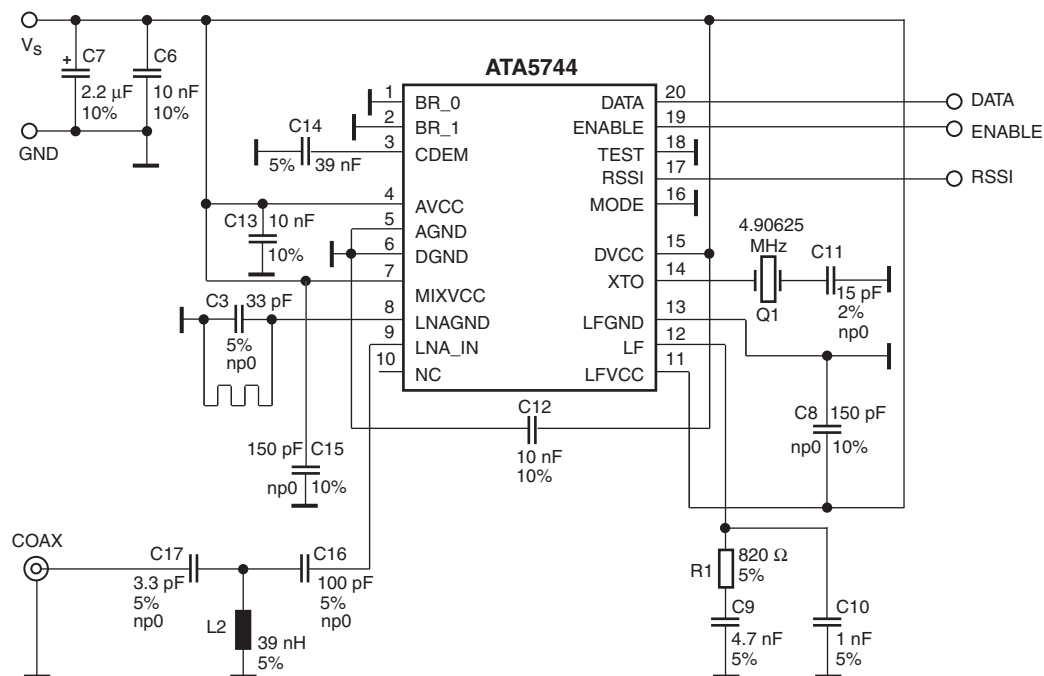 VS
C7
+
2.2 µF
10%
C6
10 nF
10%
GND
ATA5744
1
BR_0
2
BR_1
3
CDEM
4
AVCC
5
AGND
6
DGND
7
MIXVCC
8
LNAGND
9
LNA_IN
10
NC
20
DATA
19
ENABLE
18
TEST
17
RSSI
16
MODE
15
DVCC
14
XTO
13
LFGND
12
LF
11
LFVCC
DATA
ENABLE
RSSI
C14
5% 39 nF
C13 10 nF
10%
C3 33 pF
5%
np0
4.90625
MHz
Q1
C11
15 pF
2%
np0
C12
10 nF
10%
C8 150 pF
np0 10%
150 pF C15
np0 10%
COAX
C17
3.3 pF
5%
np0
C16
100 pF
5%
np0
L2
39 nH
5%
R1
820 Ω
5%
C9
4.7 nF
5%
C10
1 nF
5%